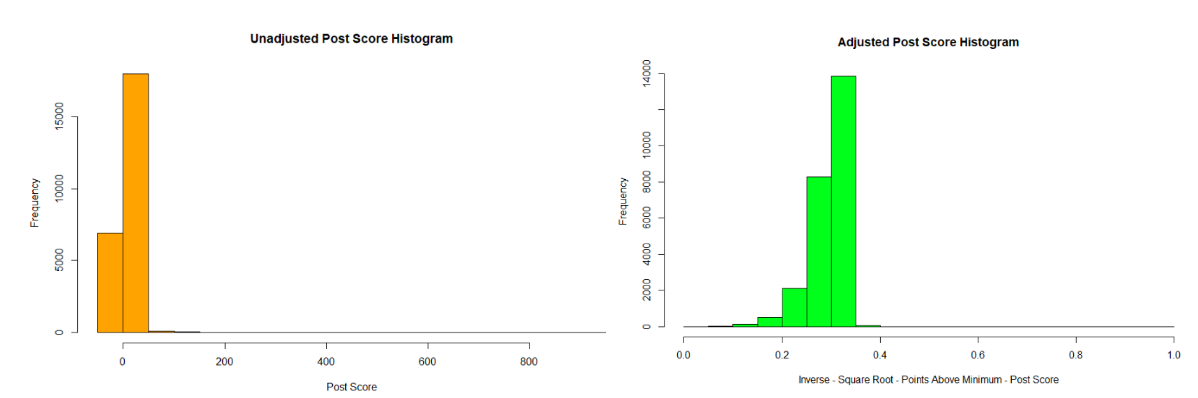 Unadjusted Post Score Histogram
Frequency
0
5000
10000
15000
0 200 400 600 800
Post Score
Adjusted Post Score Histogram
Frequency
0
2000
4000
6000
8000
10000
14000
0.0 0.2 0.4 0.6 0.8 1.0
Inverse - Square Root - Points Above Minimum - Post Score